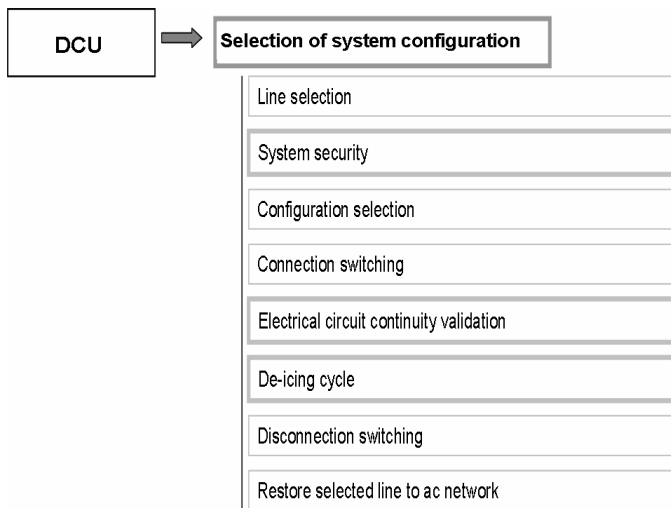 DCU
Selection of system configuration
Line selection
System security
Configuration selection
Connection switching
Electrical circuit continuity validation
De-icing cycle
Disconnection switching
Restore selected line to ac network